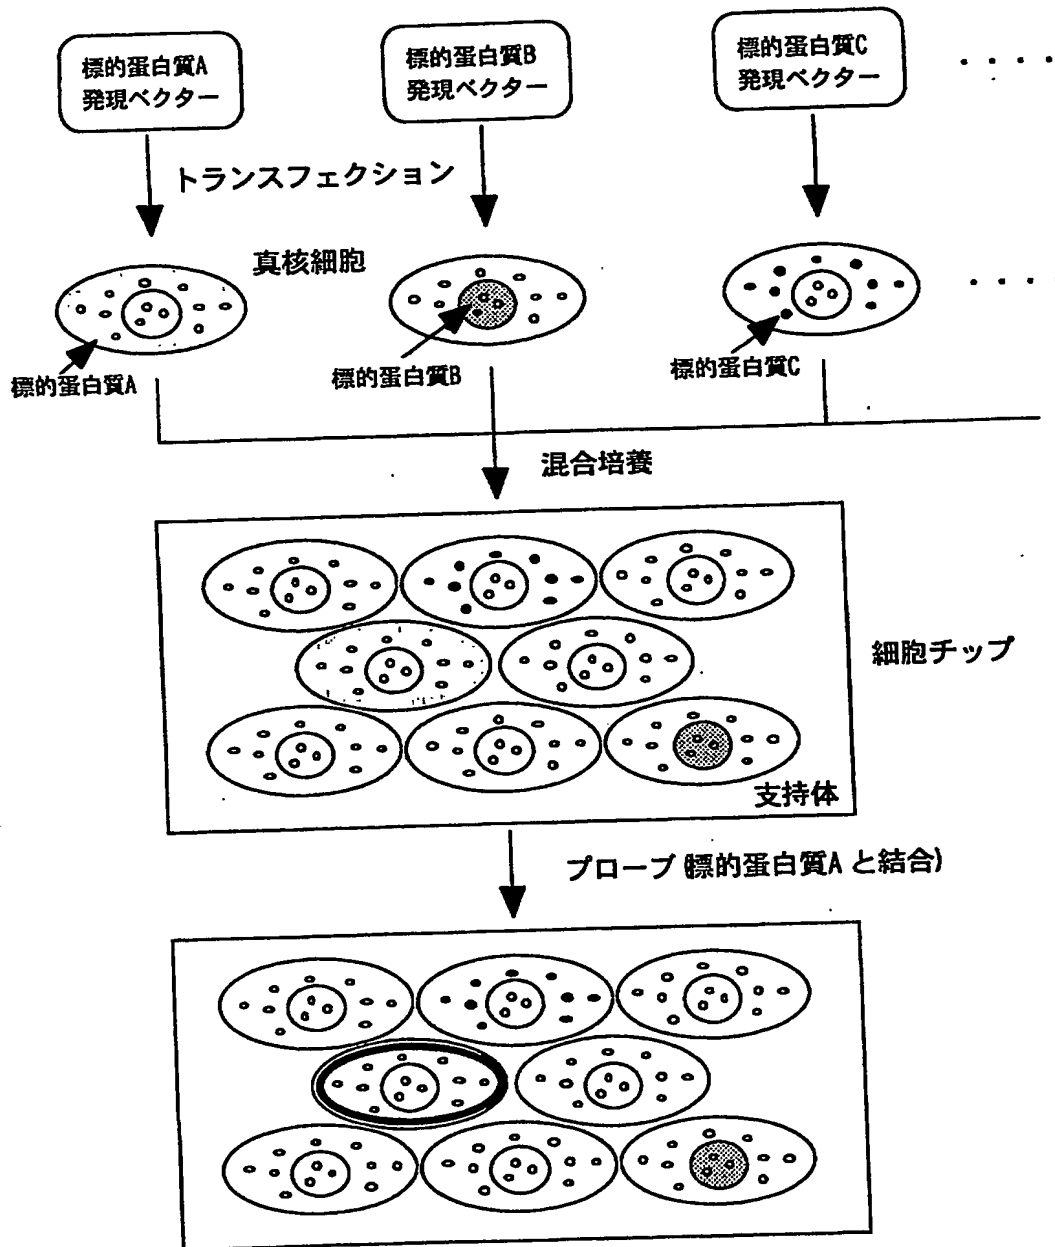 標的蛋白質A
発現ベクター
標的蛋白質B
発現ベクター
標的蛋白質C
発現ベクター
トランスフェクション
真核細胞
標的蛋白質A
標的蛋白質B
標的蛋白質C
混合培養
細胞チップ
支持体
プローブ(標的蛋白質Aと結合)